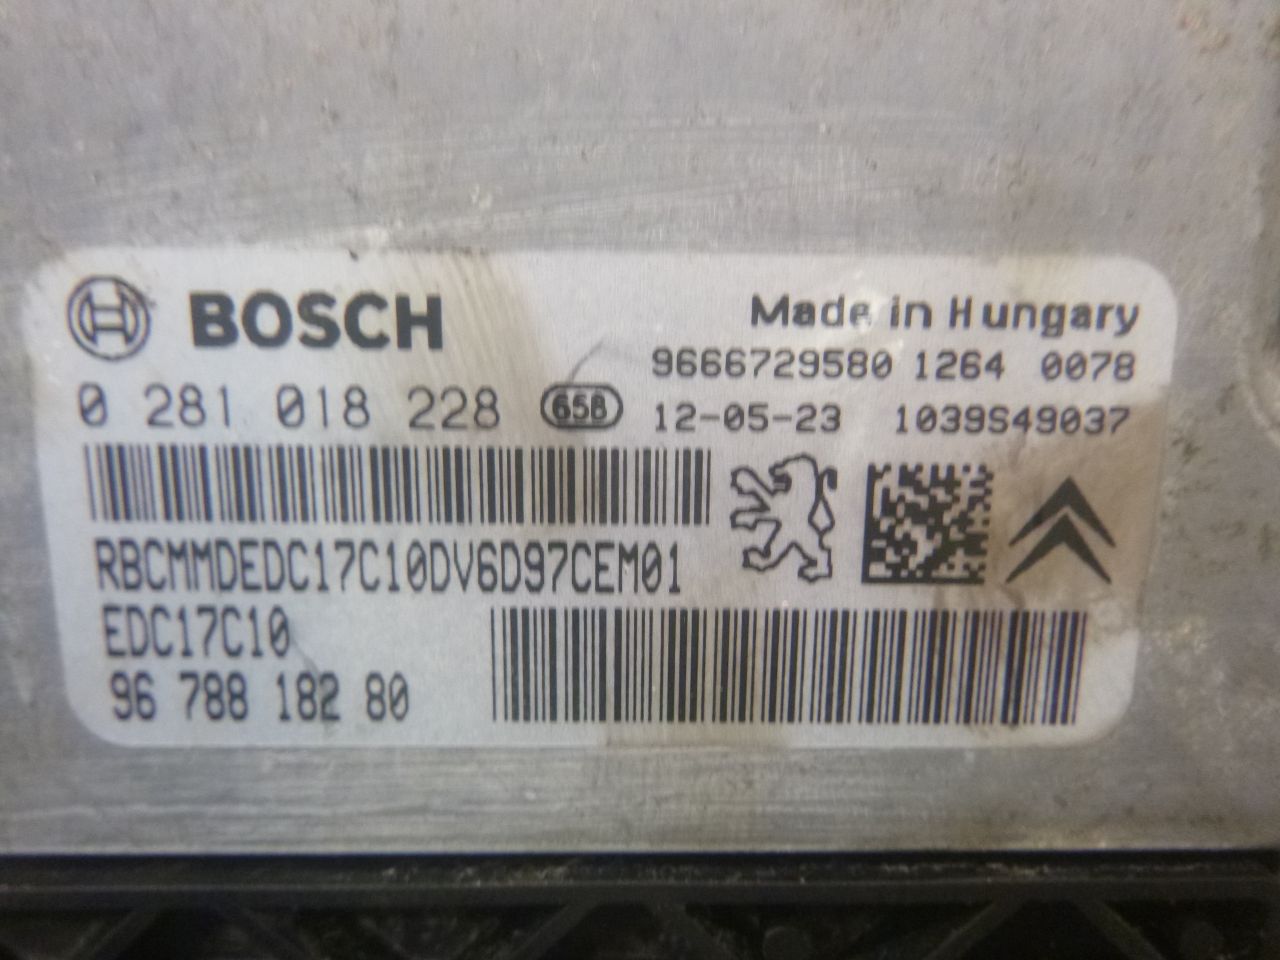 BOSCH
Made in Hungary
9666729580 1264 0078
0 281 018 228 65B 12-05-23 1039S49037
RBCMMDEDC17C10DV6D97CEM01
EDC17C10
96 788 182 80